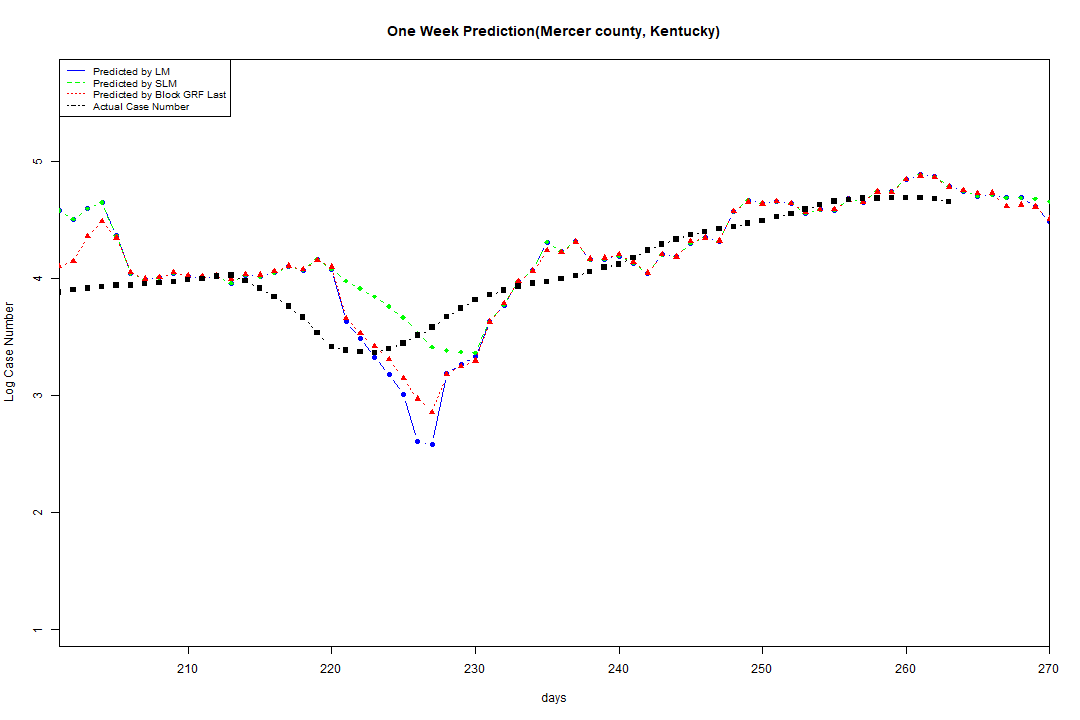 One Week Prediction(Mercer county, Kentucky)
Predicted by LM
Predicted by SLM
Predicted by Block GRF Last
Actual Case Number
5
4
3
2
1
Log Case Number
210 220 230 240 250 260 270
days